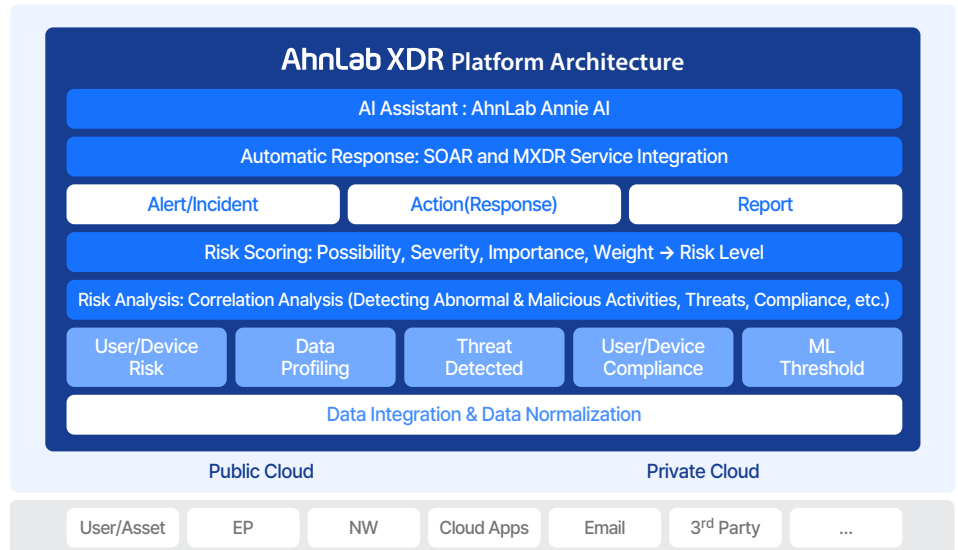 AhnLab XDR Platform Architecture
AI Assistant : AhnLab Annie AI
Automatic Response: SOAR and MXDR Service Integration
Alert/Incident
Action(Response)
Report
Risk Scoring: Possibility, Severity, Importance, Weight → Risk Level
Risk Analysis: Correlation Analysis (Detecting Abnormal & Malicious Activities, Threats, Compliance, etc.)
User/Device
Risk
Data
Profiling
Threat
Detected
User/Device
Compliance
ML
Threshold
Data Integration & Data Normalization
Public Cloud
Private Cloud
User/Asset
EP
NW
Cloud Apps
Email
3rd Party
...